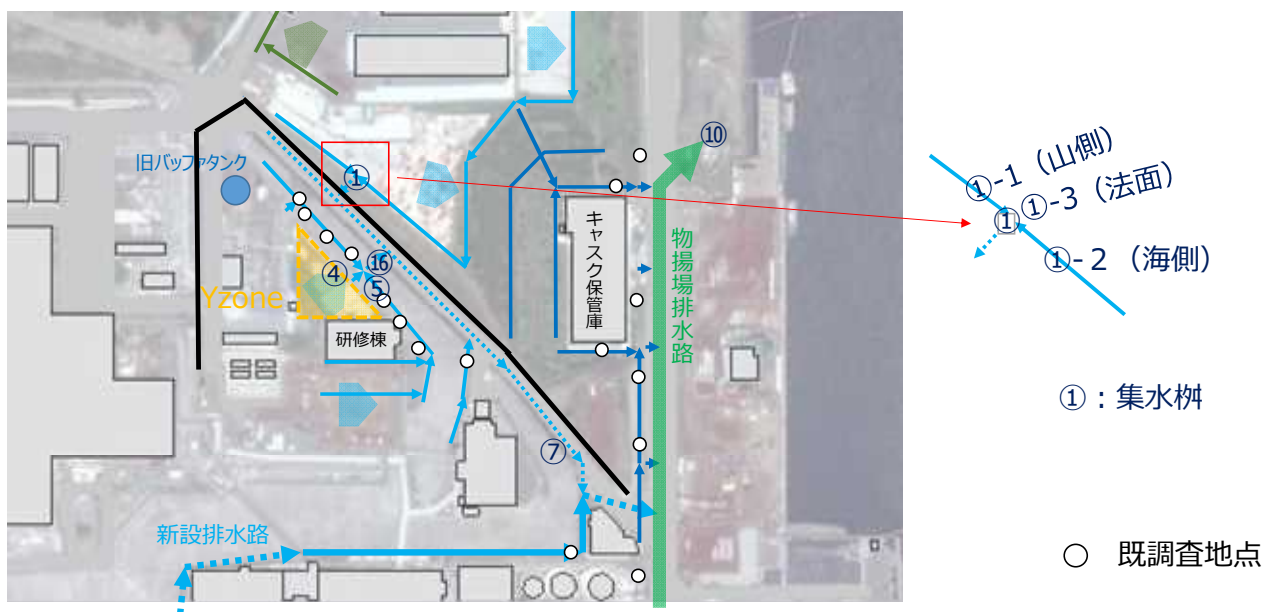 ⑩
旧バッファタンク
①
①-1（山側）
①-3（法面）
①
①-2（海側）
キャスク保管庫
物揚場排水路
⑯
④
⑤
Yzone
研修棟
①：集水桝
⑦
新設排水路
既調査地点